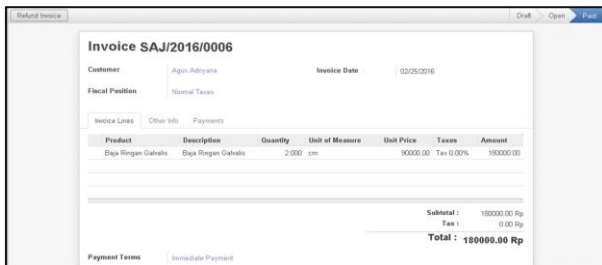 Refund Invoice Draft Open Paid
Invoice SAJ/2016/0006
Customer Agus Adnyana Invoice Date 02/25/2016
Fiscal Position Normal Taxes
Invoice Lines Other Info Payments
Product Description Quantity Unit of Measure Unit Price Taxes Amount
Baja Ringan Galvalis Baja Ringan Galvalis 2.000 cm 90000.00 Tax 0.00% 180000.00
Subtotal : 180000.00 Rp
Tax : 0.00 Rp
Total : 180000.00 Rp
Payment Terms Immediate Payment